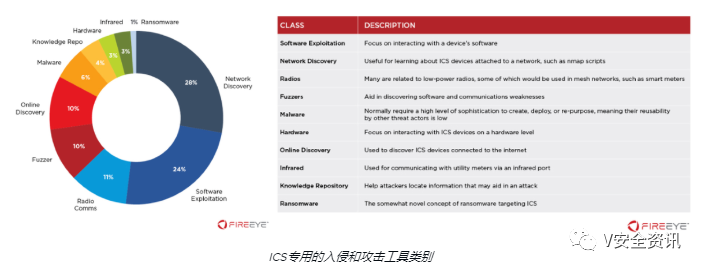 Infrared
1% Ransomware
Hardware
Knowledge Repo
Malware
Online
Discovery
Fuzzer
Radio
Comms
Software
Exploitation
Network
Discovery
3%
3%
4%
6%
10%
10%
11%
24%
28%
FIREEYE
CLASS DESCRIPTION
Software Exploitation Focus on interacting with a device's software
Network Discovery Useful for learning about ICS devices attached to a network, such as nmap scripts
Radios Many are related to low-power radios, some of which would be used in mesh networks, such as smart meters
Fuzzers Aid in discovering software and communications weaknesses
Malware Normally require a high level of sophistication to create, deploy, or re-purpose, meaning their reusability
by other threat actors is low
Hardware Focus on interacting with ICS devices on a hardware level
Online Discovery Used to discover ICS devices connected to the internet
Infrared Used for communicating with utility meters via an infrared port
Knowledge Repository Help attackers locate information that may aid in an attack
Ransomware The somewhat novel concept of ransomware targeting ICS
FIREEYE
V安全资讯
ICS专用的入侵和攻击工具类别